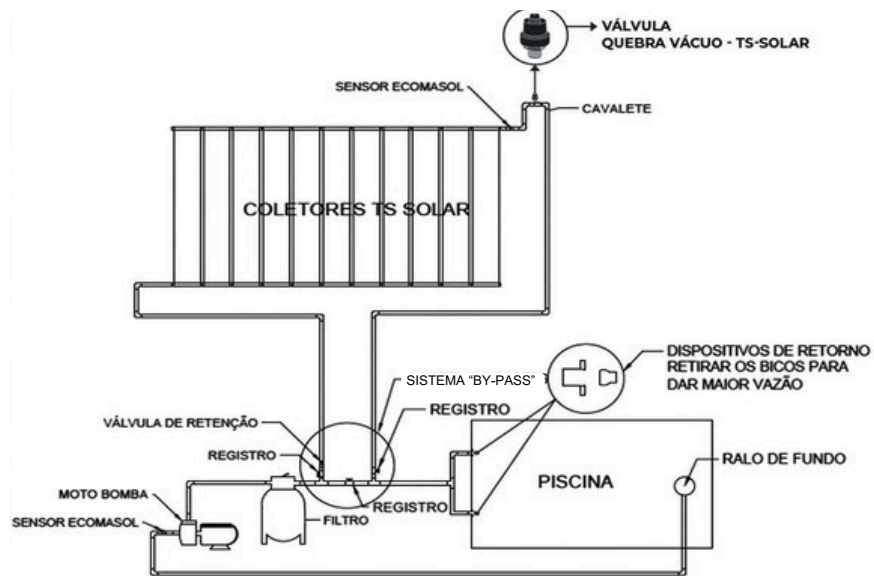 VÁLVULA
QUEBRA VÁCUO - TS-SOLAR
SENSOR ECOMASOL
CAVALETE
COLETORES TS SOLAR
DISPOSITIVOS DE RETORNO
RETIRAR OS BICOS PARA
DAR MAIOR VAZÃO
SISTEMA “BY-PASS”
REGISTRO
VÁLVULA DE RETENÇÃO
REGISTRO
RALO DE FUNDO
PISCINA
MOTO BOMBA
REGISTRO
SENSOR ECOMASOL
FILTRO